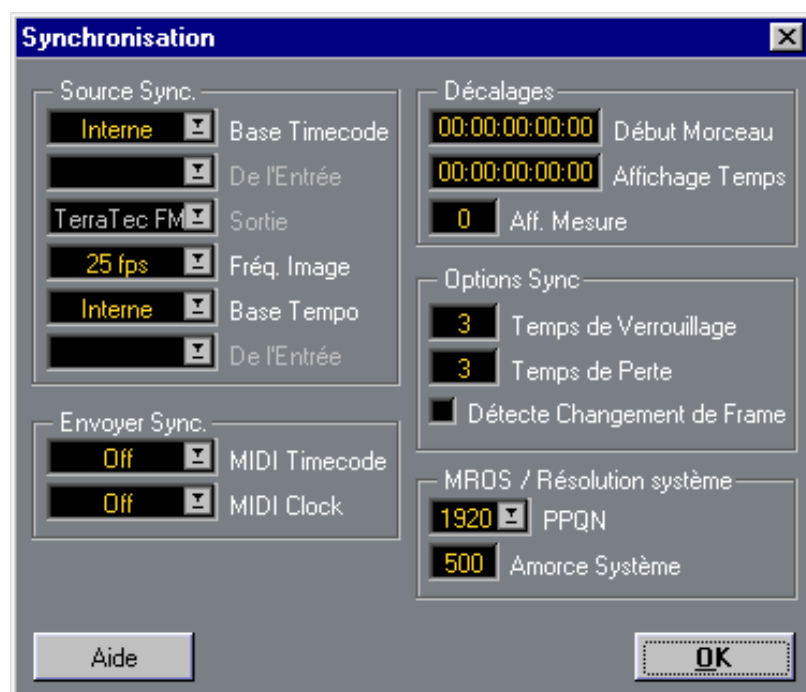 Synchronisation
Source Sync.
Interne Base Timecode
De l'Entrée
TerraTec FM Sortie
25 fps Fréq. Image
Interne Base Tempo
De l'Entrée
Envoyer Sync.
Off MIDI Timecode
Off MIDI Clock
Décalages
00:00:00:00:00 Début Morceau
00:00:00:00:00 Affichage Temps
0 Aff. Mesure
Options Sync
3 Temps de Verrouillage
3 Temps de Perte
Détecte Changement de Frame
MROS / Résolution système
1920 PPQN
500 Amorce Système
Aide
OK